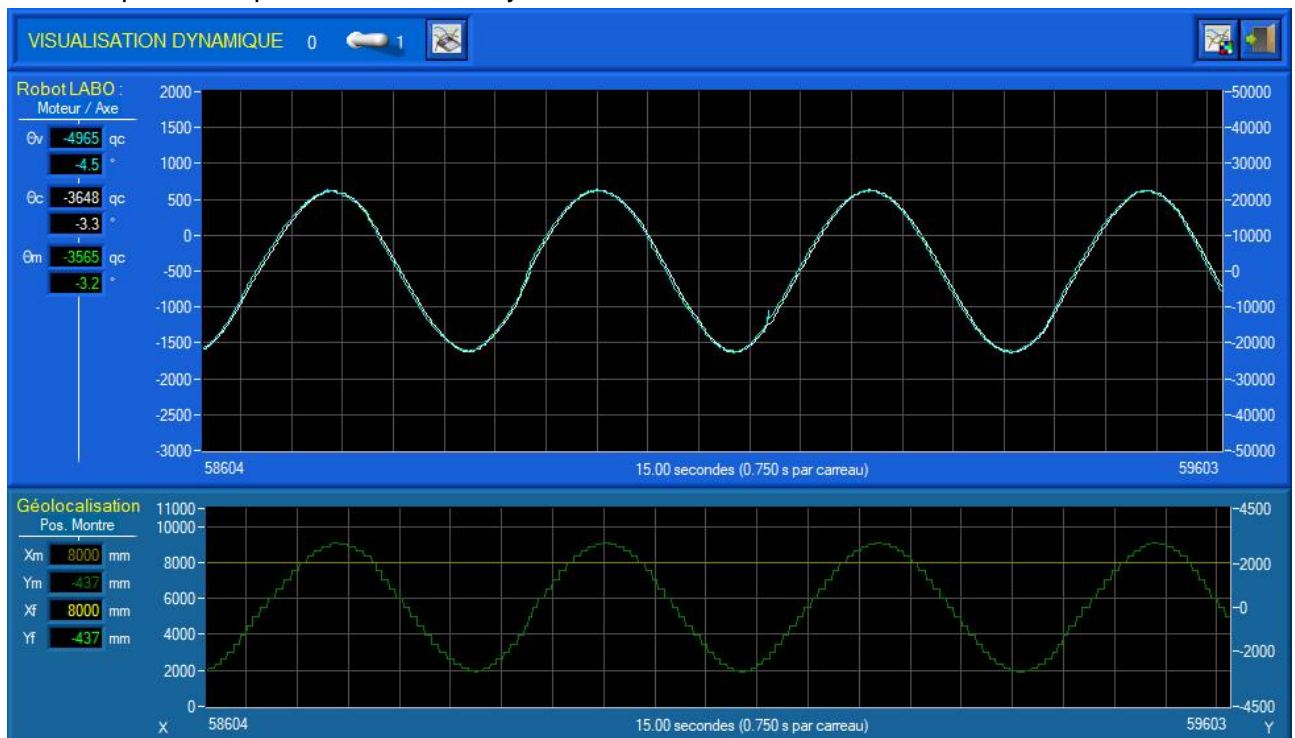 VISUALISATION DYNAMIQUE 0 1
Robot LABO :
Moteur / Axe
Θv -4965 qc
-4.5 °
Θc -3648 qc
-3.3 °
Θm -3565 qc
-3.2 °
2000
1500
1000
500
0
-500
-1000
-1500
-2000
-2500
-3000
50000
40000
30000
20000
10000
0
-10000
-20000
-30000
-40000
-50000
58604 15.00 secondes (0.750 s par carreau) 59603
Géolocalisation
Pos. Montre
Xm 8000 mm
Ym -437 mm
Xf 8000 mm
Yf -437 mm
11000
10000
8000
6000
4000
2000
0
4500
2000
0
-2000
-4500
X 58604 15.00 secondes (0.750 s par carreau) 59603 Y